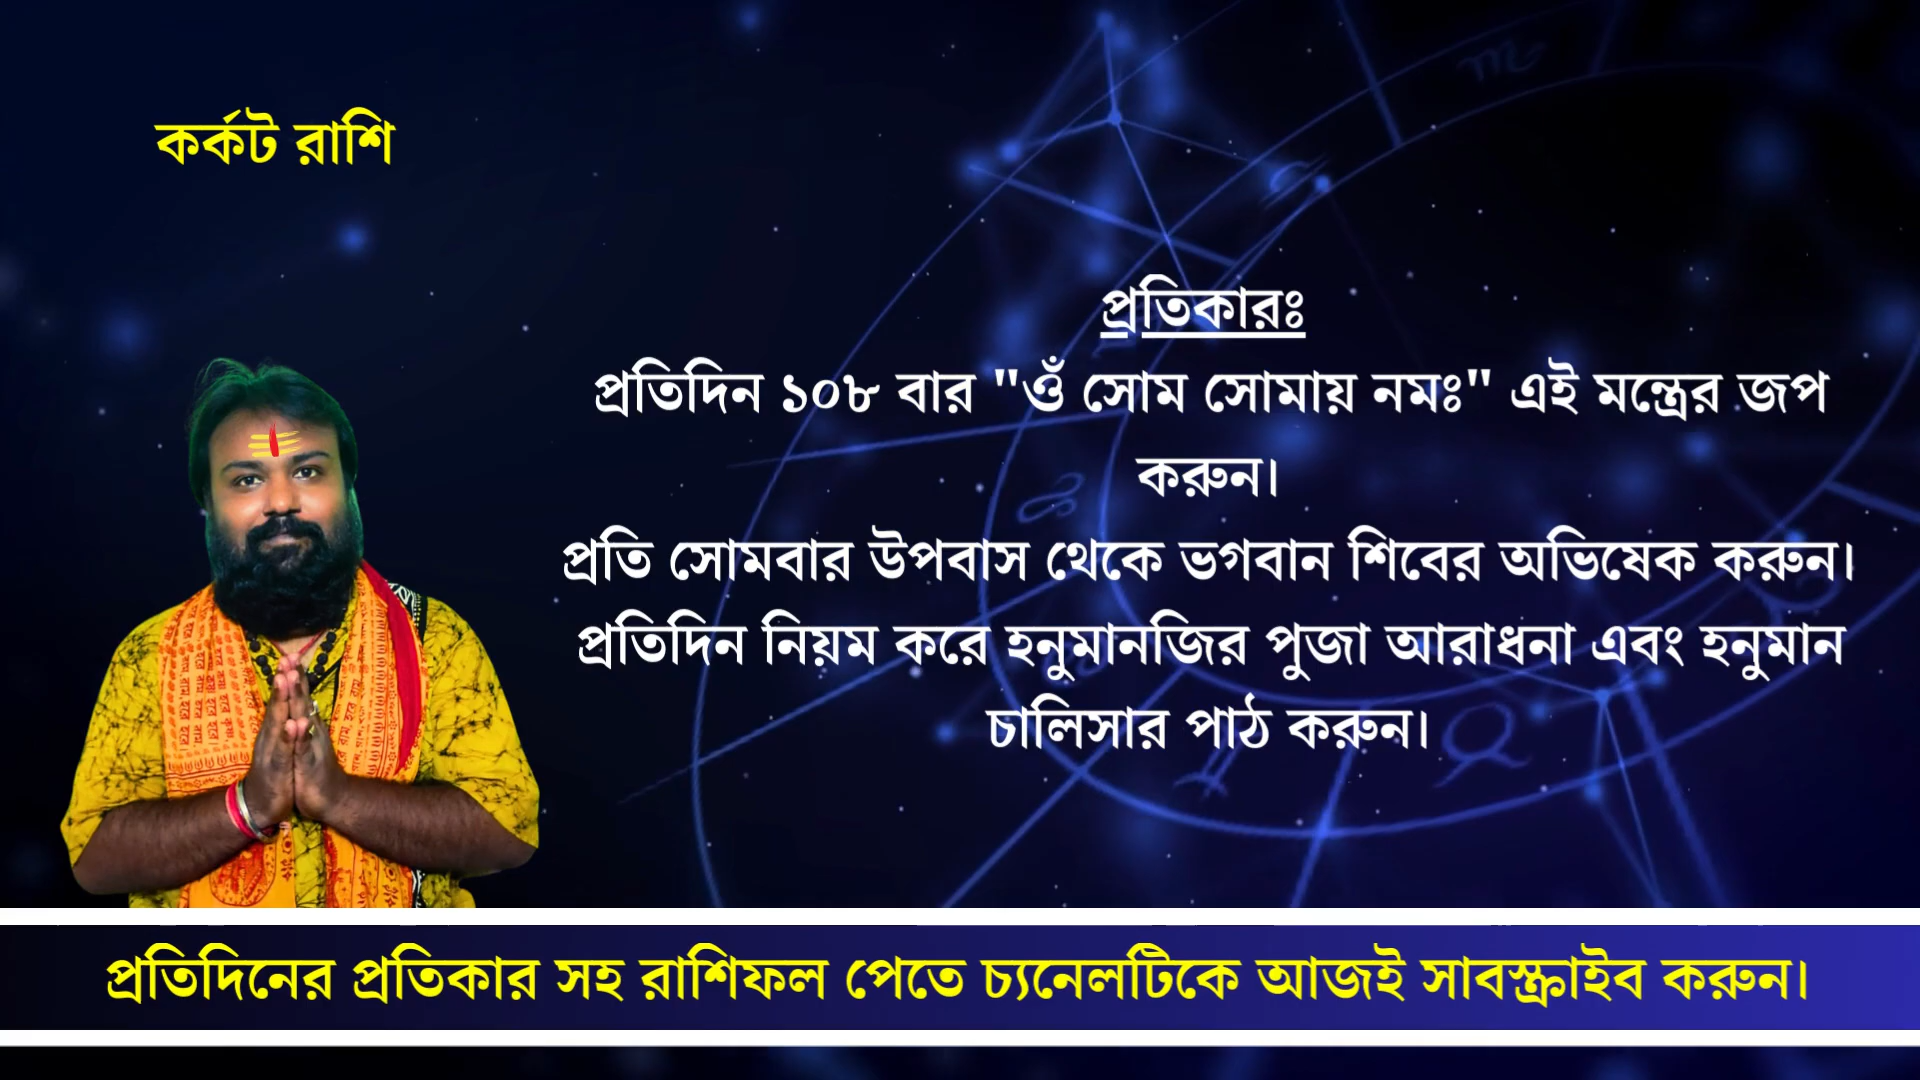 কর্কট রাশি
প্রতিকারঃ
প্রতিদিন ১০৮ বার "ওঁ সোম সোমায় নমঃ" এই মন্ত্রের জপ
করুন।
প্রতি সোমবার উপবাস থেকে ভগবান শিবের অভিষেক করুন।
প্রতিদিন নিয়ম করে হনুমানজির পুজা আরাধনা এবং হনুমান
চালিসার পাঠ করুন।
প্রতিদিনের প্রতিকার সহ রাশিফল পেতে চ্যনেলটিকে আজই সাবস্ক্রাইব করুন।